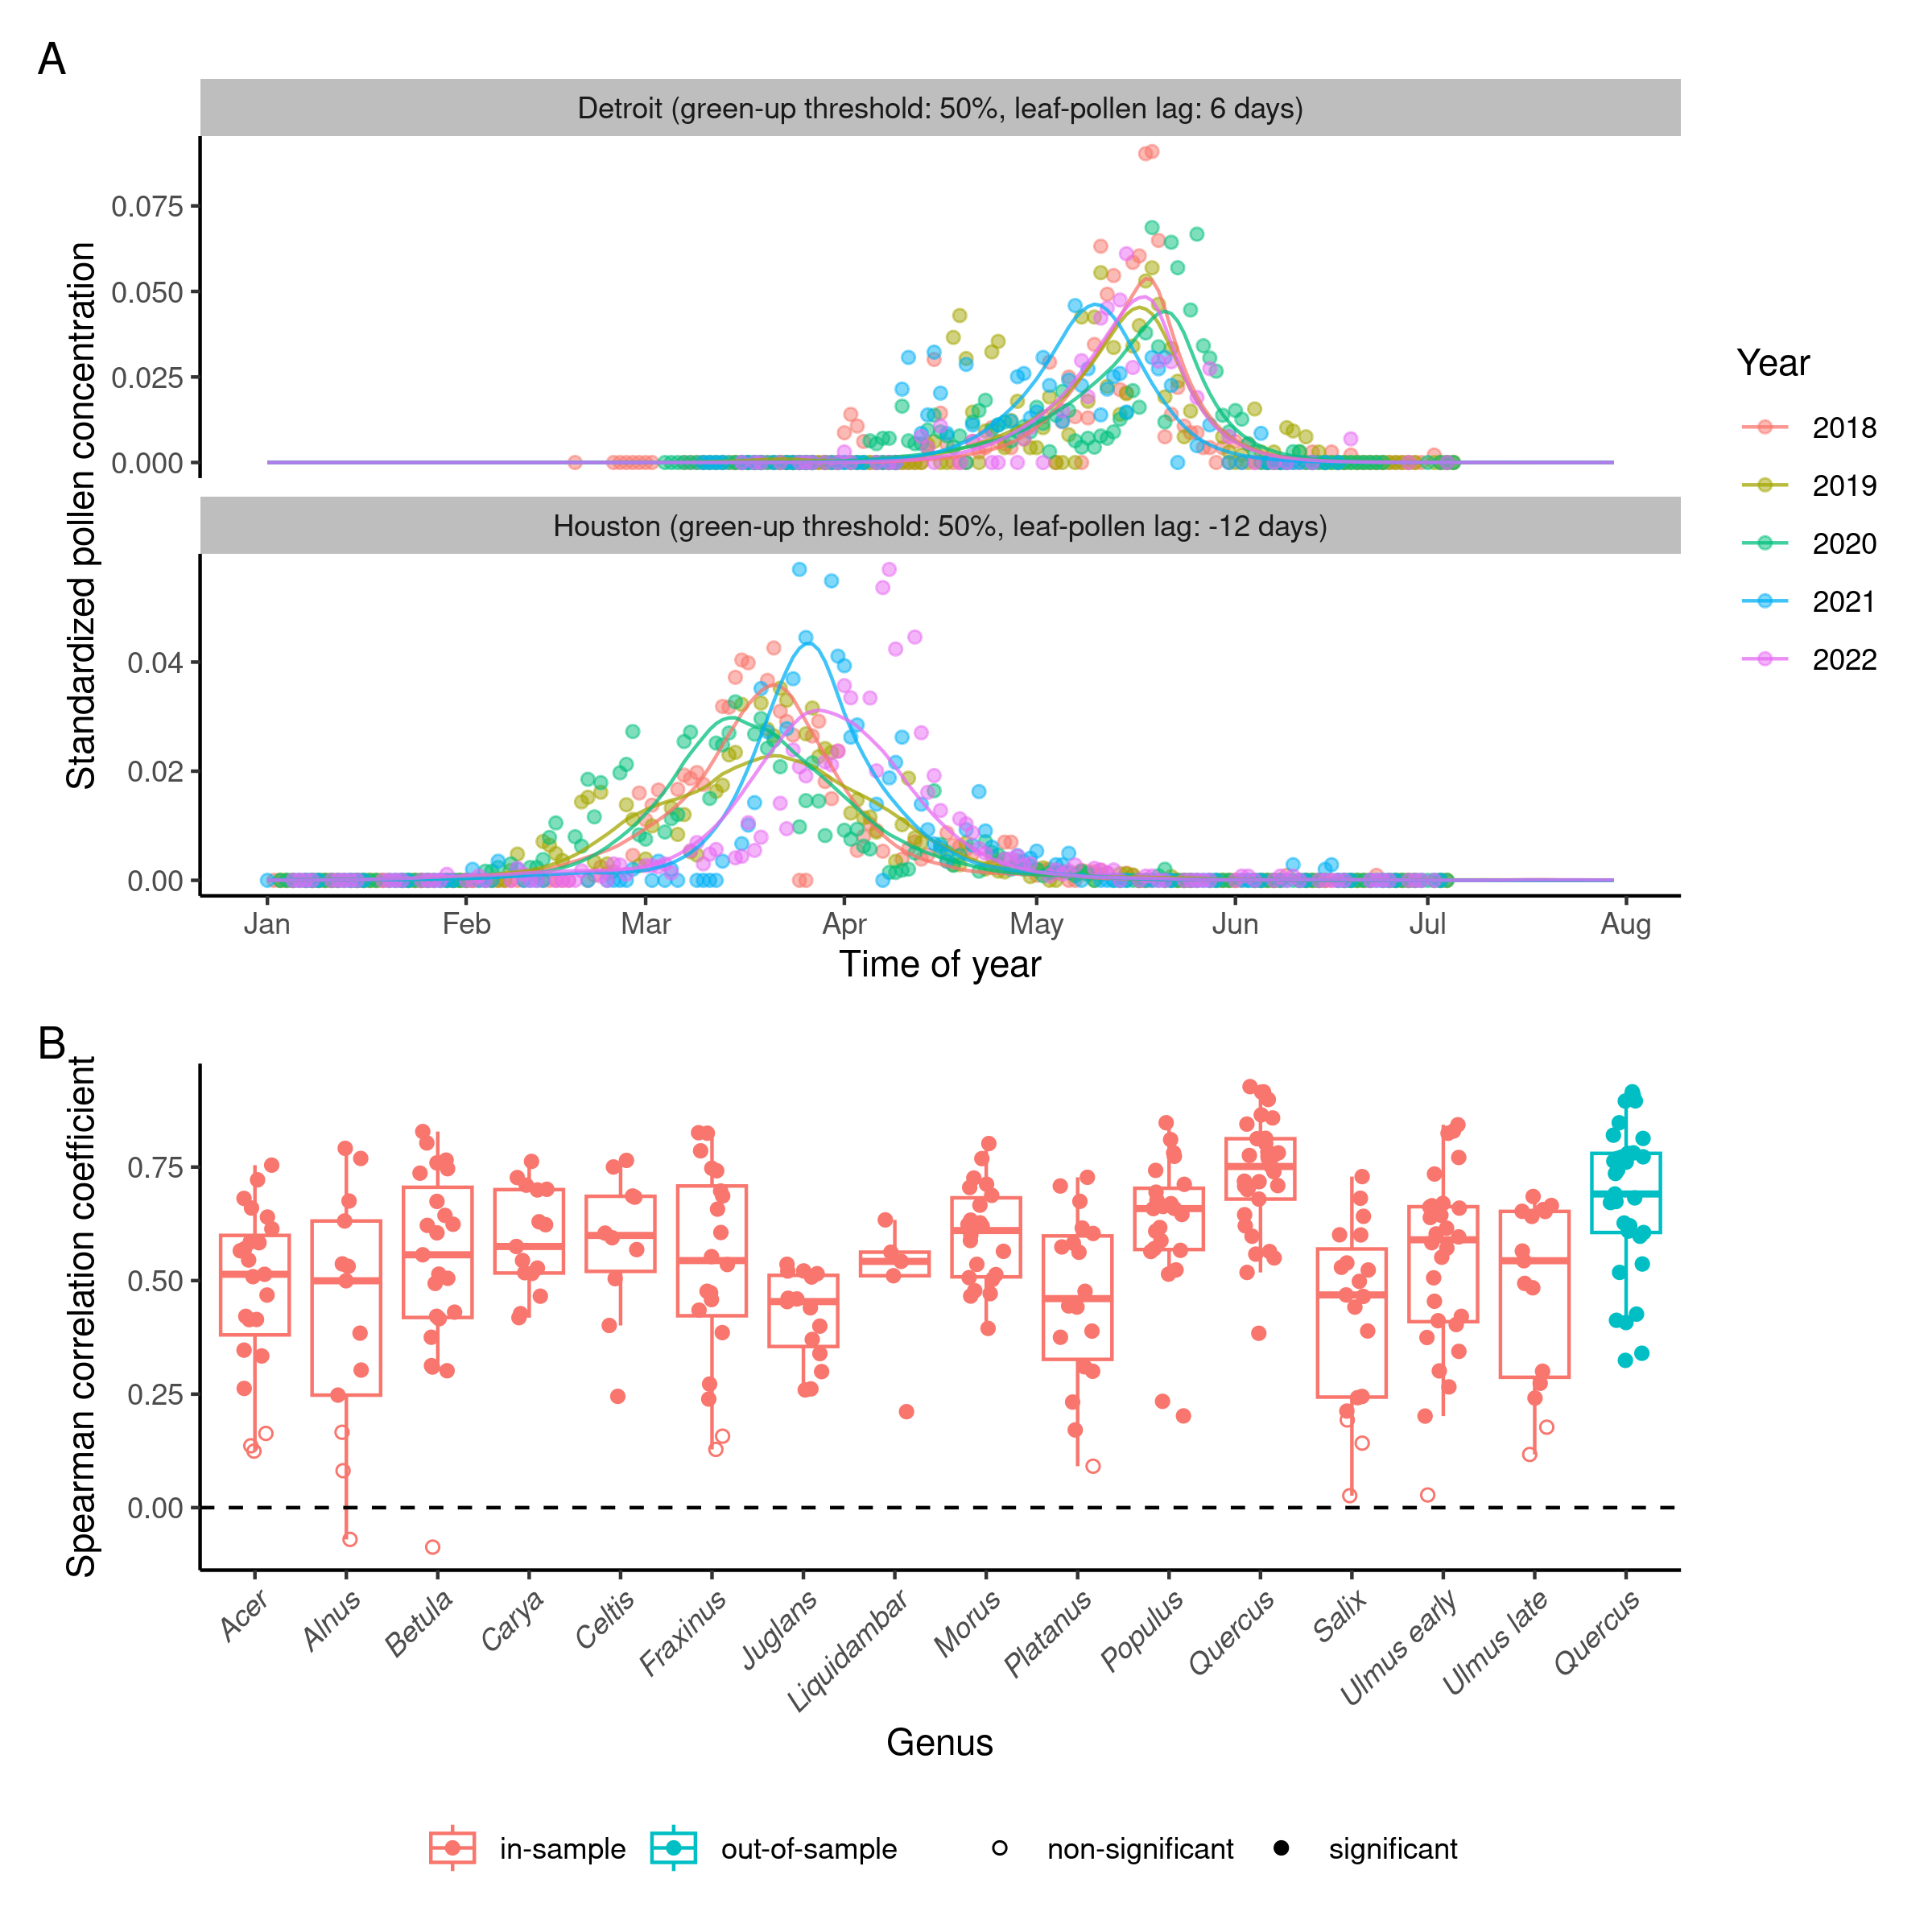 A
Detroit (green-up threshold: 50%, leaf-pollen lag: 6 days)
0.075
0.050
0.025
0.000
Houston (green-up threshold: 50%, leaf-pollen lag: -12 days)
0.04
0.02
0.00
Standardized pollen concentration
Jan Feb Mar Apr May Jun Jul Aug
Time of year
Year
2018
2019
2020
2021
2022
B
Spearman correlation coefficient
0.75
0.50
0.25
0.00
Acer Alnus Betula Carya Celtis Fraxinus Juglans Liquidambar Morus Platanus Populus Quercus Salix Ulmus early Ulmus late Quercus
Genus
in-sample out-of-sample non-significant significant